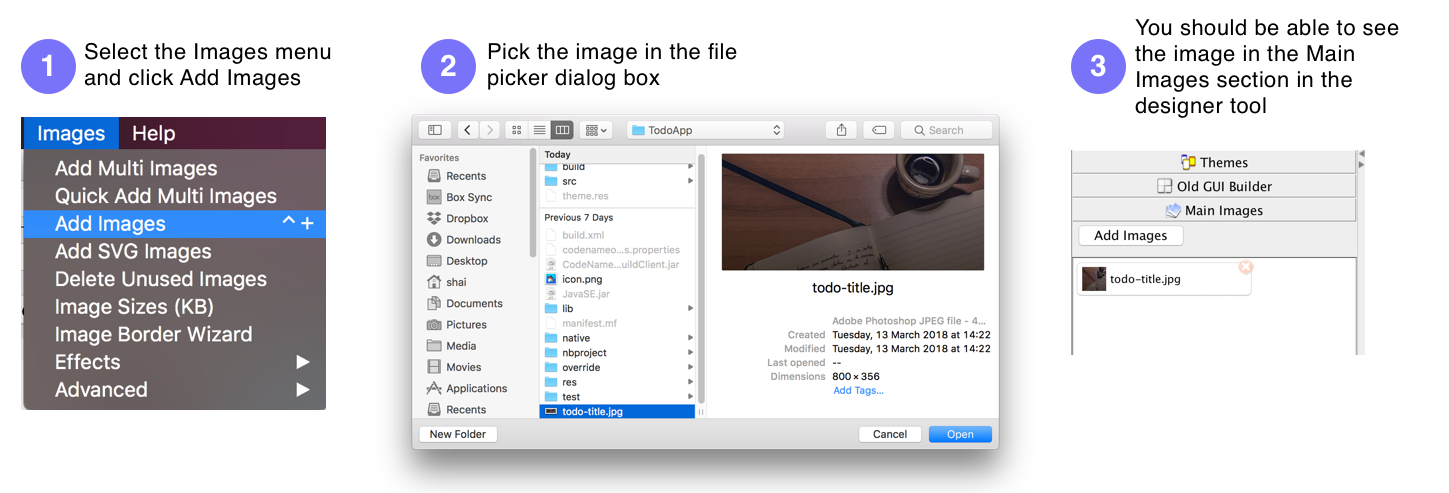 1
Select the Images menu
and click Add Images
Images Help
Add Multi Images
Quick Add Multi Images
Add Images ^ +
Add SVG Images
Delete Unused Images
Image Sizes (KB)
Image Border Wizard
Effects
Advanced
2
Pick the image in the file
picker dialog box
TodoApp
Search
Favorites
Recents
Box Sync
Dropbox
Downloads
Desktop
shai
Documents
Pictures
Media
Movies
Applications
Recents
Today
build
src
theme.res
Previous 7 Days
build.xml
codenameo...s.properties
CodeName...uildClient.jar
icon.png
JavaSE.jar
lib
manifest.mf
native
nbproject
override
res
test
todo-title.jpg
todo-title.jpg
Adobe Photoshop JPEG file - 4...
Created Tuesday, 13 March 2018 at 14:22
Modified Tuesday, 13 March 2018 at 14:22
Last opened --
Dimensions 800 × 356
Add Tags...
New Folder
Cancel
Open
3
You should be able to see
the image in the Main
Images section in the
designer tool
Themes
Old GUI Builder
Main Images
Add Images
todo-title.jpg